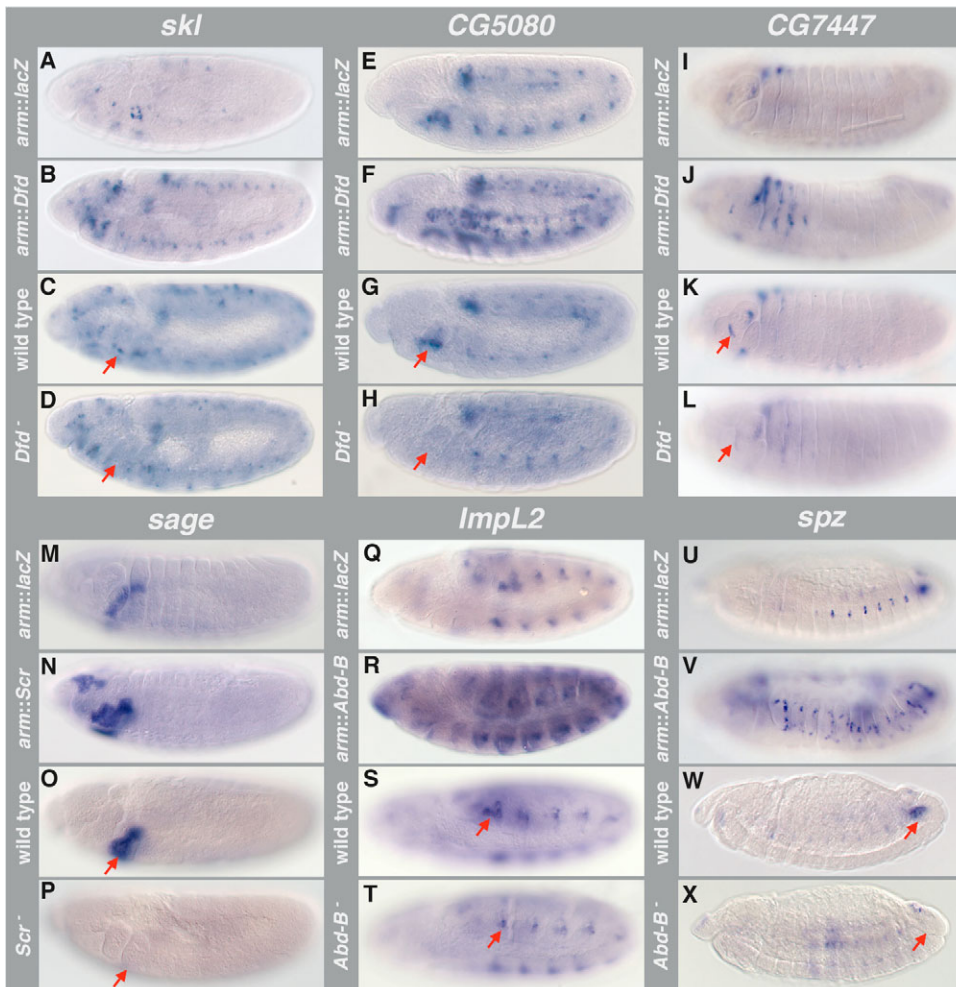 skl CG5080 CG7447
arm::lacZ A arm::lacZ E arm::lacZ I
arm::Dfd B arm::Dfd F arm::Dfd J
wild type C wild type G wild type K
Dfd - D Dfd - H Dfd - L
sage ImpL2 spz
arm::lacZ M arm::lacZ Q arm::lacZ U
arm::Scr N arm::Abd-B R arm::Abd-B V
wild type O wild type S wild type W
Scr - P Abd-B - T Abd-B - X